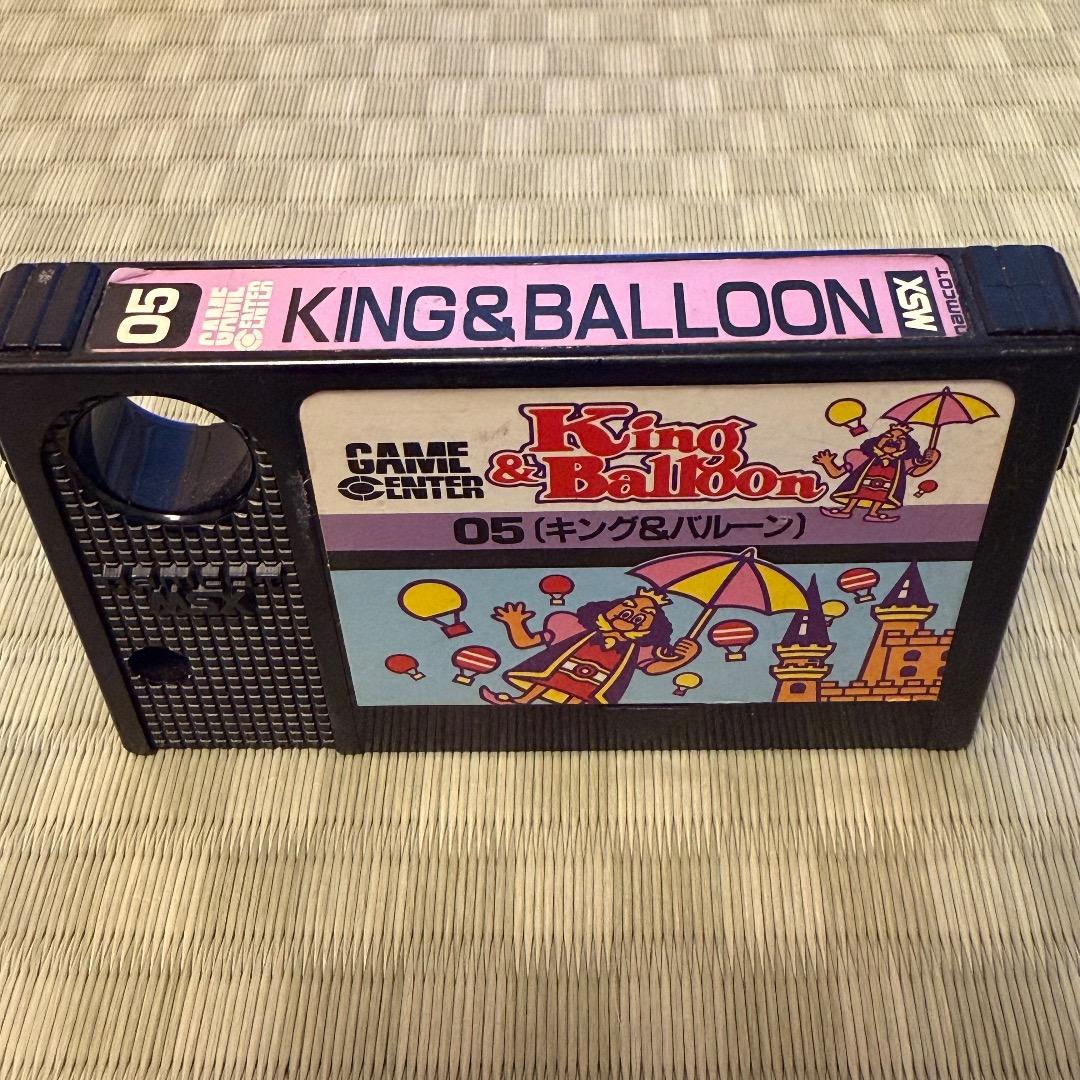 05
GAME
CENTER
KING&BALLOON
MSX
namcot
GAME
CENTER
King
& Balloon
05(キング&バルーン)
namcot
MSX